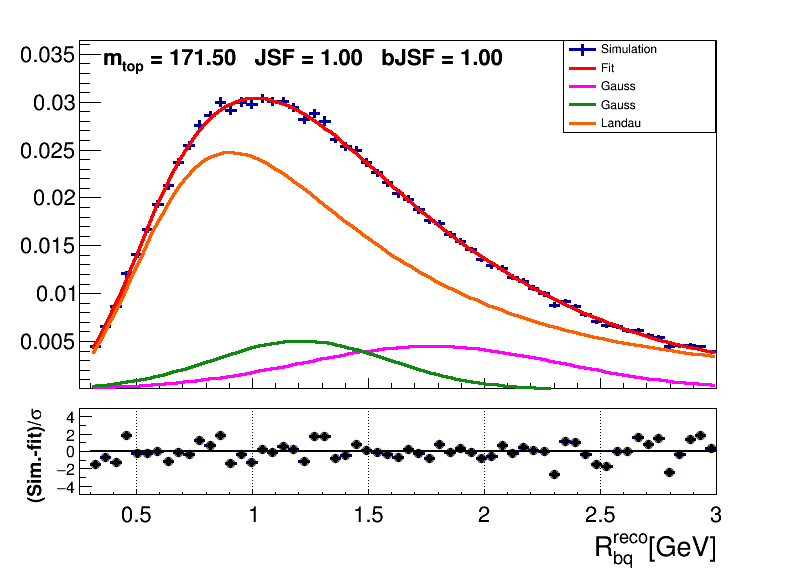 m_top = 171.50 JSF = 1.00 bJSF = 1.00
Simulation
Fit
Gauss
Gauss
Landau
0.035
0.03
0.025
0.02
0.015
0.01
0.005
(Sim.-fit)/σ
4
2
0
−2
−4
0.5 1 1.5 2 2.5 3
R_bq^reco[GeV]